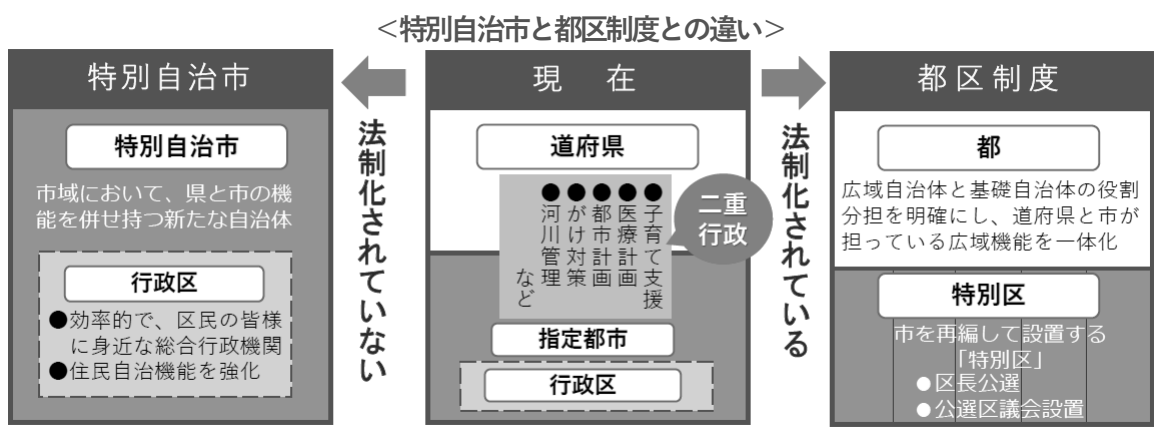 ＜特別自治市と都区制度との違い＞
特別自治市
特別自治市
市域において、県と市の機
能を併せ持つ新たな自治体
行政区
●効率的で、区民の皆様
に身近な総合行政機関
●住民自治機能を強化
法制化されていない
現　在
道府県
●子育て支援
●医療計画
●都市計画
●がけ対策
●河川管理
など
二重
行政
指定都市
行政区
法制化されている
都区制度
都
広域自治体と基礎自治体の役割
分担を明確にし、道府県と市が
担っている広域機能を一体化
特別区
市を再編して設置する
「特別区」
●区長公選
●公選区議会設置